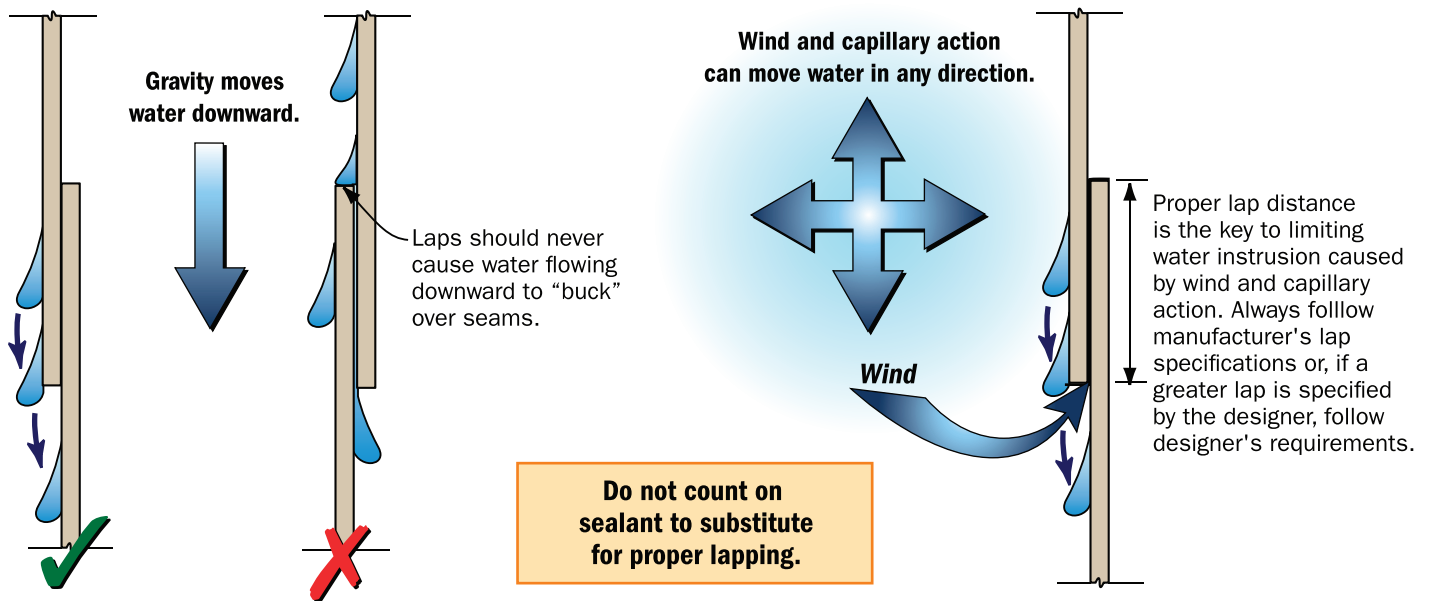 Gravity moves
water downward.
Laps should never
cause water flowing
downward to “buck”
over seams.
Wind and capillary action
can move water in any direction.
Wind
Proper lap distance
is the key to limiting
water instrusion caused
by wind and capillary
action. Always folllow
manufacturer's lap
specifications or, if a
greater lap is specified
by the designer, follow
designer's requirements.
Do not count on
sealant to substitute
for proper lapping.